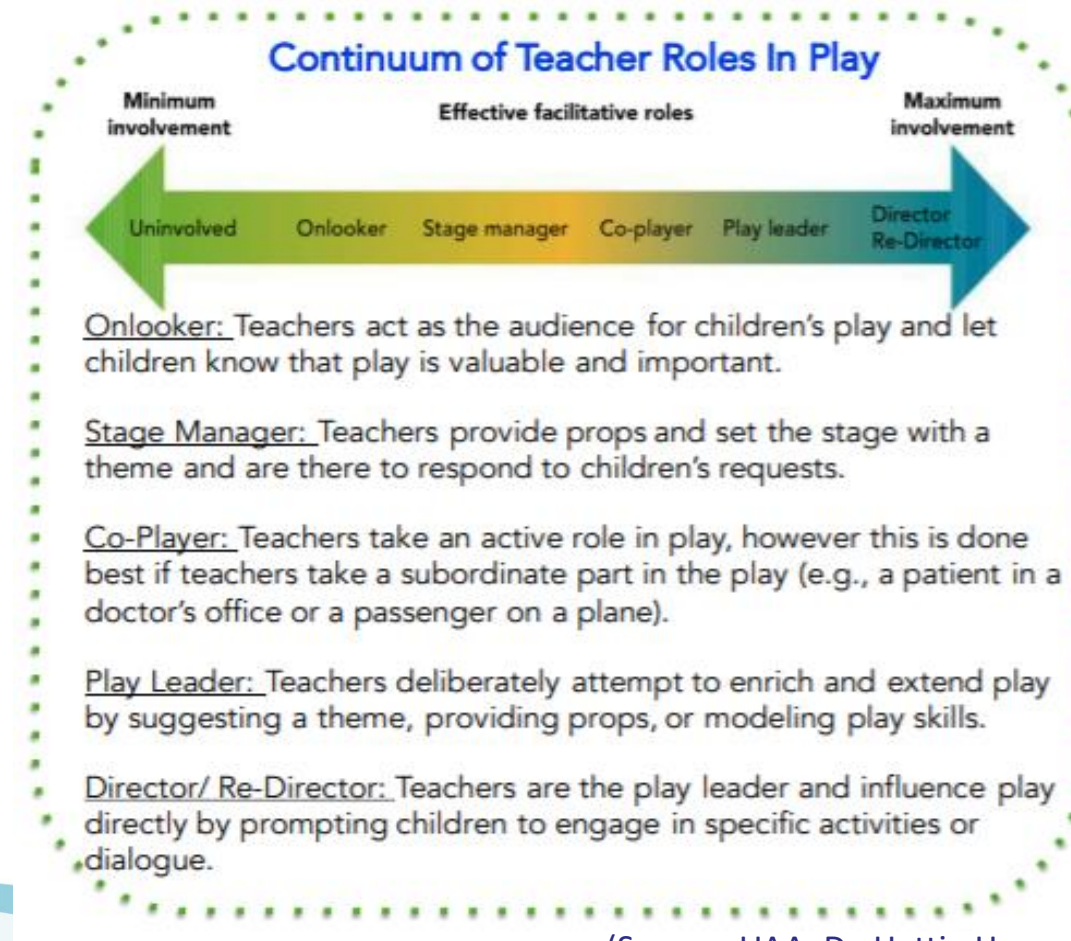 Continuum of Teacher Roles In Play
Minimum
involvement
Effective facilitative roles
Maximum
involvement
Uninvolved
Onlooker
Stage manager
Co-player
Play leader
Director
Re-Director
Onlooker: Teachers act as the audience for children's play and let
children know that play is valuable and important.
Stage Manager: Teachers provide props and set the stage with a
theme and are there to respond to children's requests.
Co-Player: Teachers take an active role in play, however this is done
best if teachers take a subordinate part in the play (e.g., a patient in a
doctor's office or a passenger on a plane).
Play Leader: Teachers deliberately attempt to enrich and extend play
by suggesting a theme, providing props, or modeling play skills.
Director/ Re-Director: Teachers are the play leader and influence play
directly by prompting children to engage in specific activities or
dialogue.